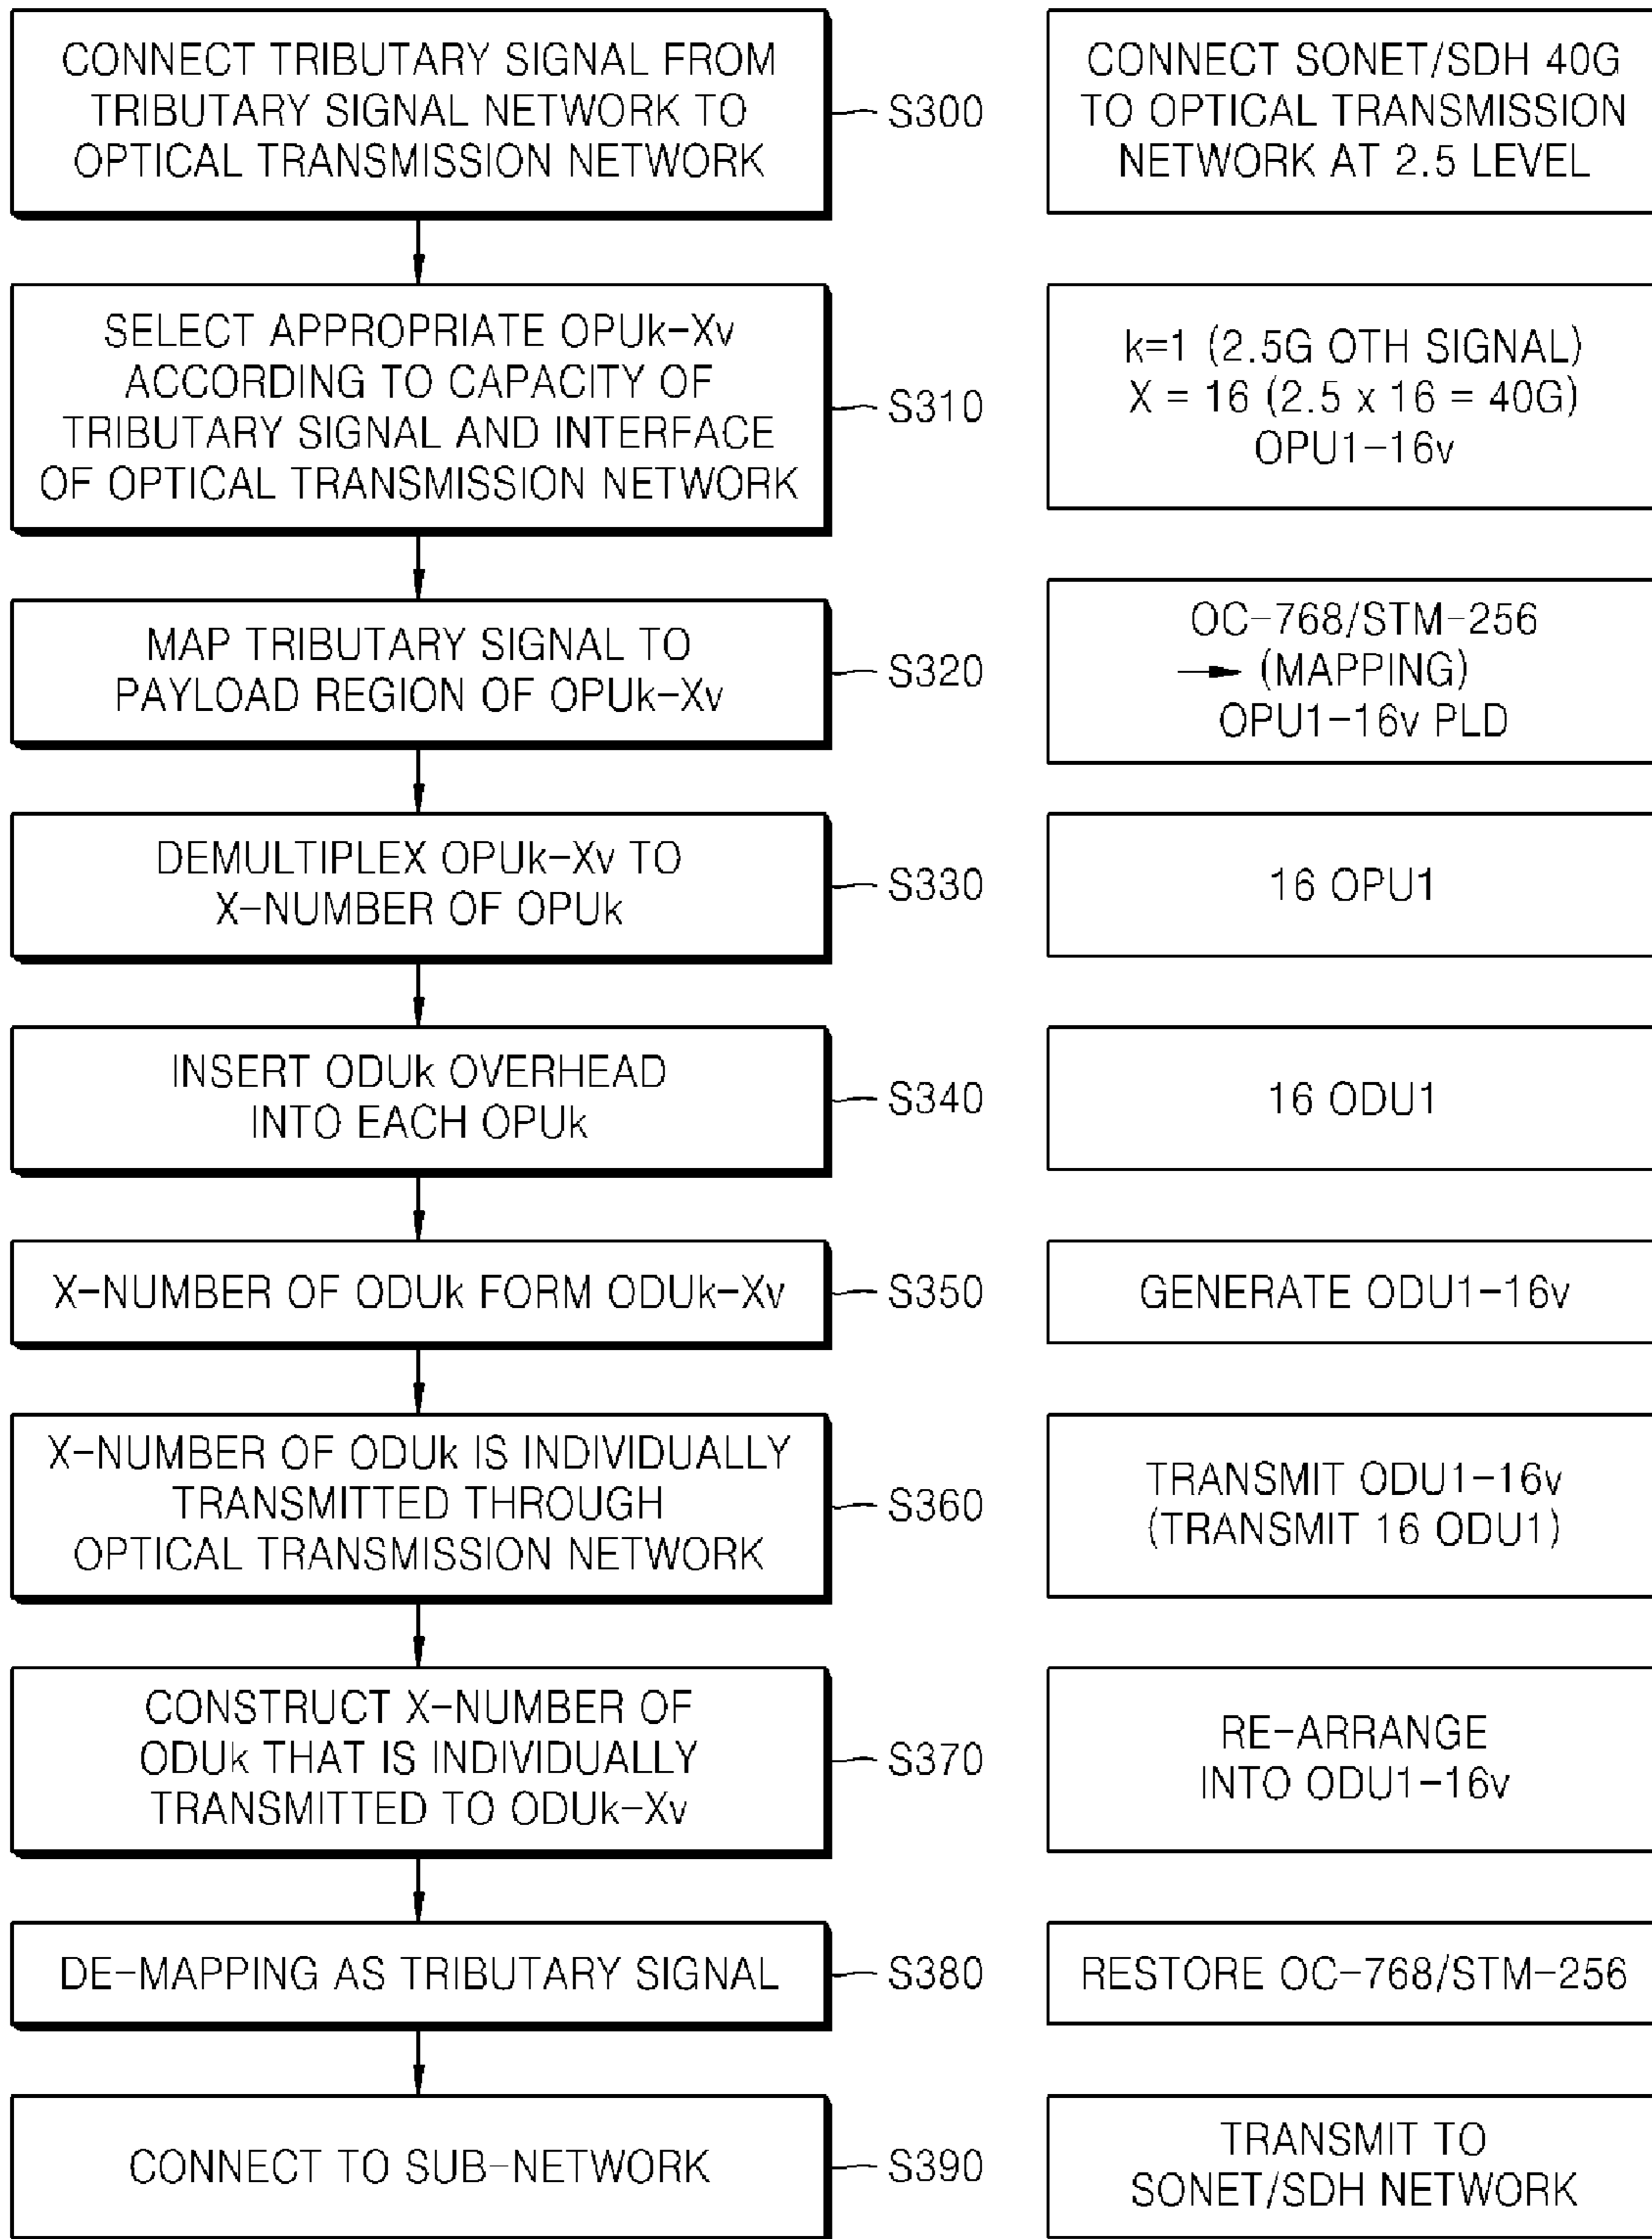 CONNECT TRIBUTARY SIGNAL FROM
TRIBUTARY SIGNAL NETWORK TO
OPTICAL TRANSMISSION NETWORK
S300
CONNECT SONET/SDH 40G
TO OPTICAL TRANSMISSION
NETWORK AT 2.5 LEVEL
SELECT APPROPRIATE OPUk-Xv
ACCORDING TO CAPACITY OF
TRIBUTARY SIGNAL AND INTERFACE
OF OPTICAL TRANSMISSION NETWORK
S310
k=1 (2.5G OTH SIGNAL)
X = 16 (2.5 x 16 = 40G)
OPU1-16v
MAP TRIBUTARY SIGNAL TO
PAYLOAD REGION OF OPUk-Xv
S320
OC-768/STM-256
→ (MAPPING)
OPU1-16v PLD
DEMULTIPLEX OPUk-Xv TO
X-NUMBER OF OPUk
S330
16 OPU1
INSERT ODUk OVERHEAD
INTO EACH OPUk
S340
16 ODU1
X-NUMBER OF ODUk FORM ODUk-Xv
S350
GENERATE ODU1-16v
X-NUMBER OF ODUk IS INDIVIDUALLY
TRANSMITTED THROUGH
OPTICAL TRANSMISSION NETWORK
S360
TRANSMIT ODU1-16v
(TRANSMIT 16 ODU1)
CONSTRUCT X-NUMBER OF
ODUk THAT IS INDIVIDUALLY
TRANSMITTED TO ODUk-Xv
S370
RE-ARRANGE
INTO ODU1-16v
DE-MAPPING AS TRIBUTARY SIGNAL
S380
RESTORE OC-768/STM-256
CONNECT TO SUB-NETWORK
S390
TRANSMIT TO
SONET/SDH NETWORK